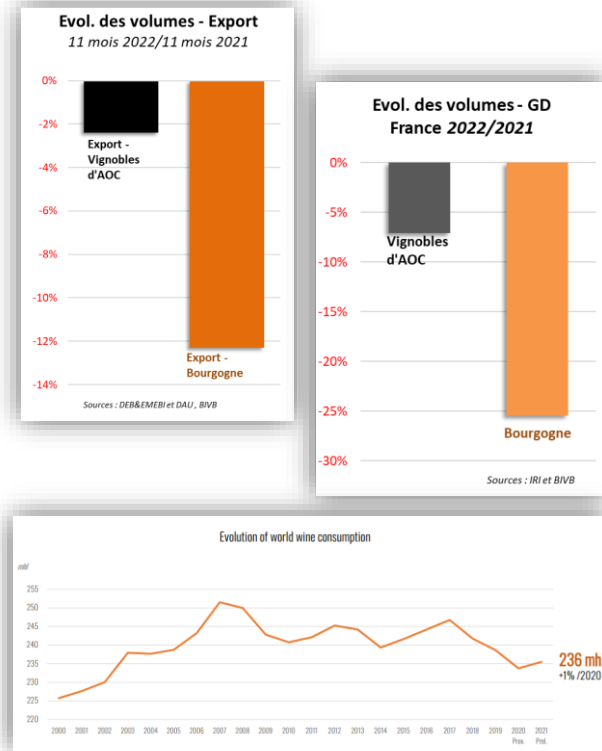 Evol. des volumes - Export
11 mois 2022/11 mois 2021
0%
-2%
-4%
-6%
-8%
-10%
-12%
-14%
Export -
Vignobles
d'AOC
Export -
Bourgogne
Sources : DEB&EMEBI et DAU , BIVB
Evol. des volumes - GD
France 2022/2021
0%
-5%
-10%
-15%
-20%
-25%
-30%
Vignobles
d'AOC
Bourgogne
Sources : IRI et BIVB
Evolution of world wine consumption
mhl
255
250
245
240
235
230
225
220
2000 2001 2002 2003 2004 2005 2006 2007 2008 2009 2010 2011 2012 2013 2014 2015 2016 2017 2018 2019 2020 2021
Prov. Prel.
236 mh
+1% /2020